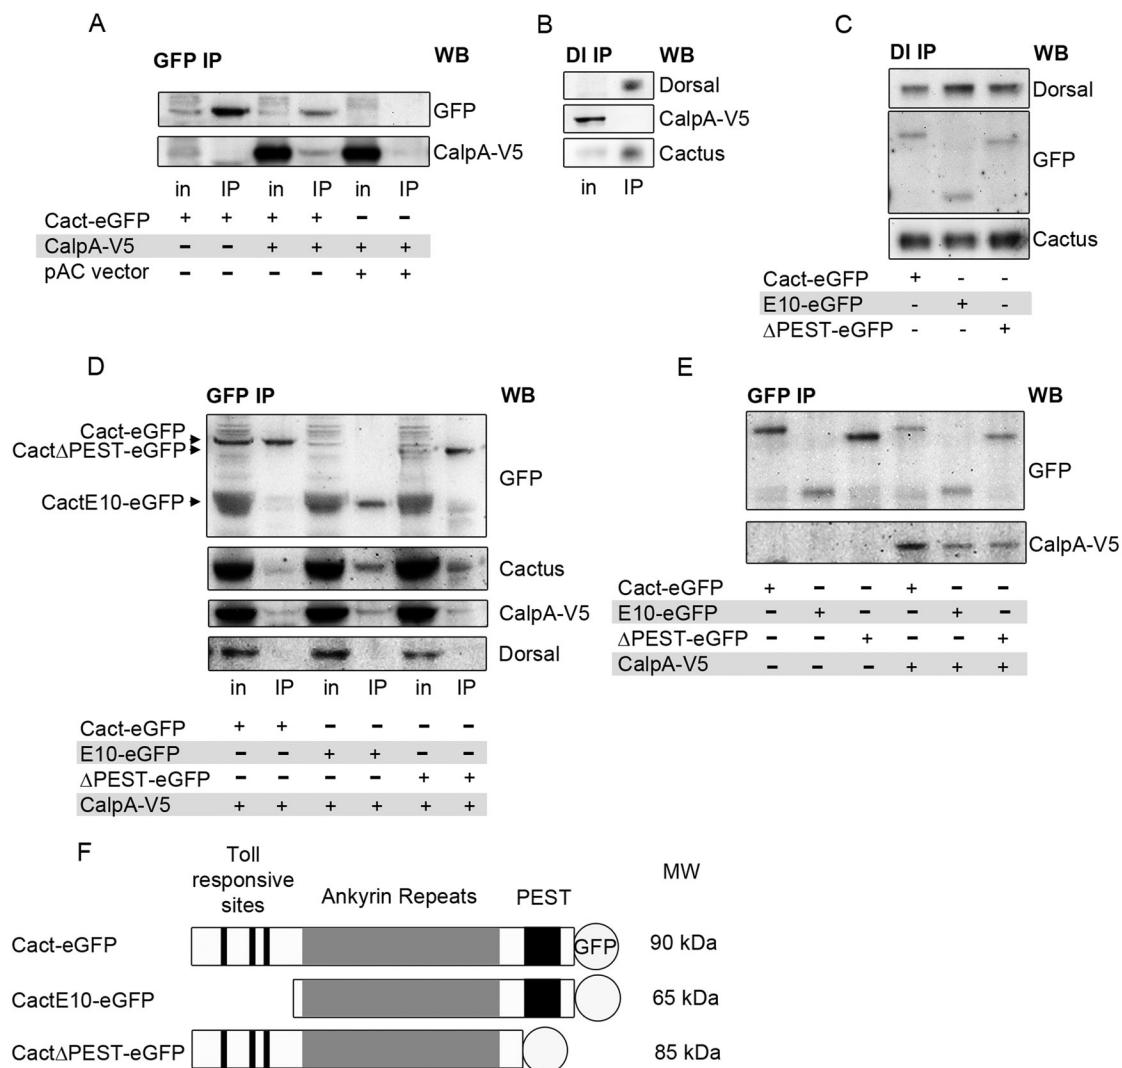 A
GFP IP WB
GFP
CalpA-V5
in IP in IP in IP
Cact-eGFP + + + + – –
CalpA-V5 – – + + + +
pAC vector – – – – + +
B
Dl IP WB
Dorsal
CalpA-V5
Cactus
in IP
C
Dl IP WB
Dorsal
GFP
Cactus
Cact-eGFP + - -
E10-eGFP - + -
ΔPEST-eGFP - - +
D
GFP IP WB
Cact-eGFP
CactΔPEST-eGFP
CactE10-eGFP
GFP
Cactus
CalpA-V5
Dorsal
in IP in IP in IP
Cact-eGFP + + – – – –
E10-eGFP – – + + – –
ΔPEST-eGFP – – – – + +
CalpA-V5 + + + + + +
E
GFP IP WB
GFP
CalpA-V5
Cact-eGFP + – – + – –
E10-eGFP – + – – + –
ΔPEST-eGFP – – + – – +
CalpA-V5 – – – + + +
F
Toll
responsive
sites
Ankyrin Repeats
PEST
MW
Cact-eGFP GFP 90 kDa
CactE10-eGFP 65 kDa
CactΔPEST-eGFP 85 kDa